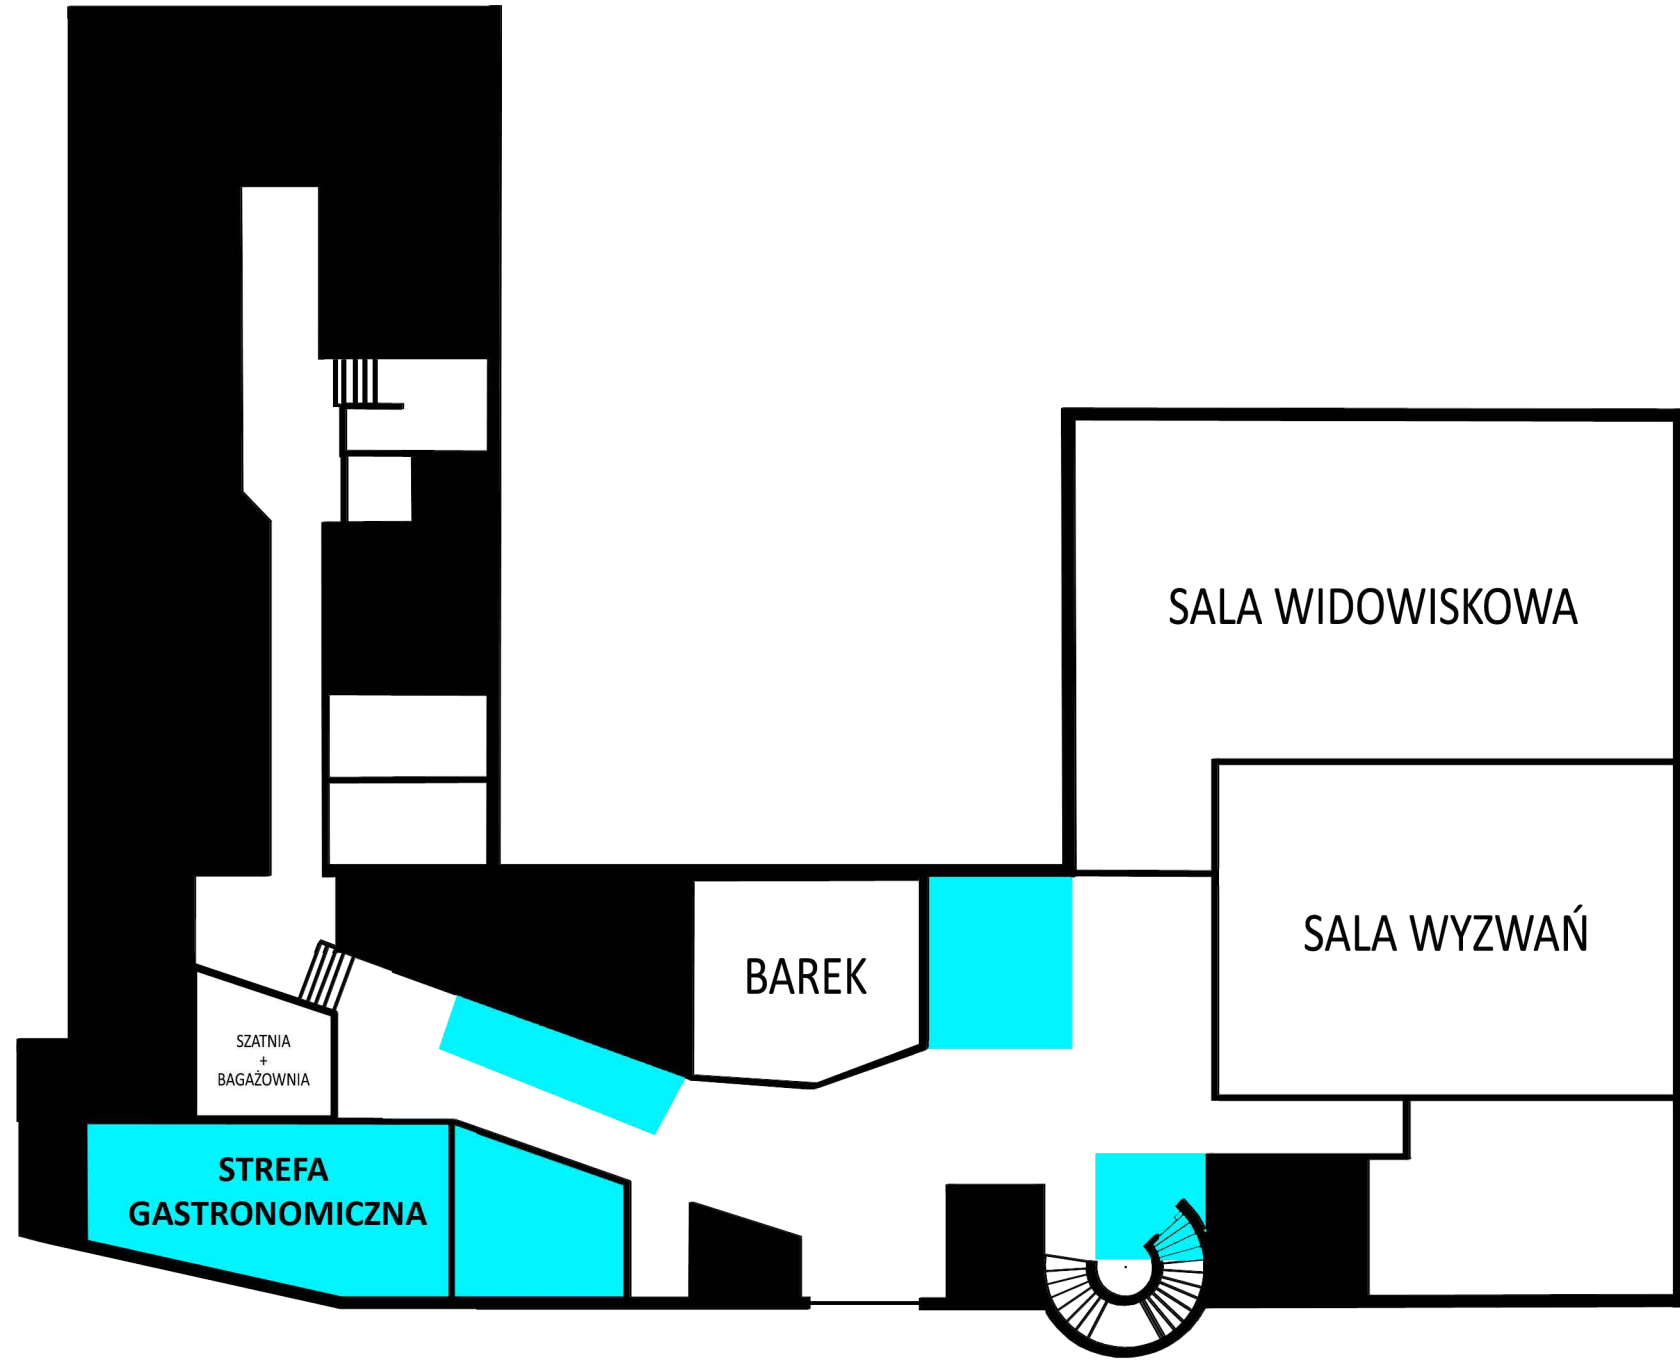 SALA WIDOWISKOWA
SALA WYZWAŃ
BAREK
SZATNIA
+
BAGAŻOWNIA
STREFA
GASTRONOMICZNA